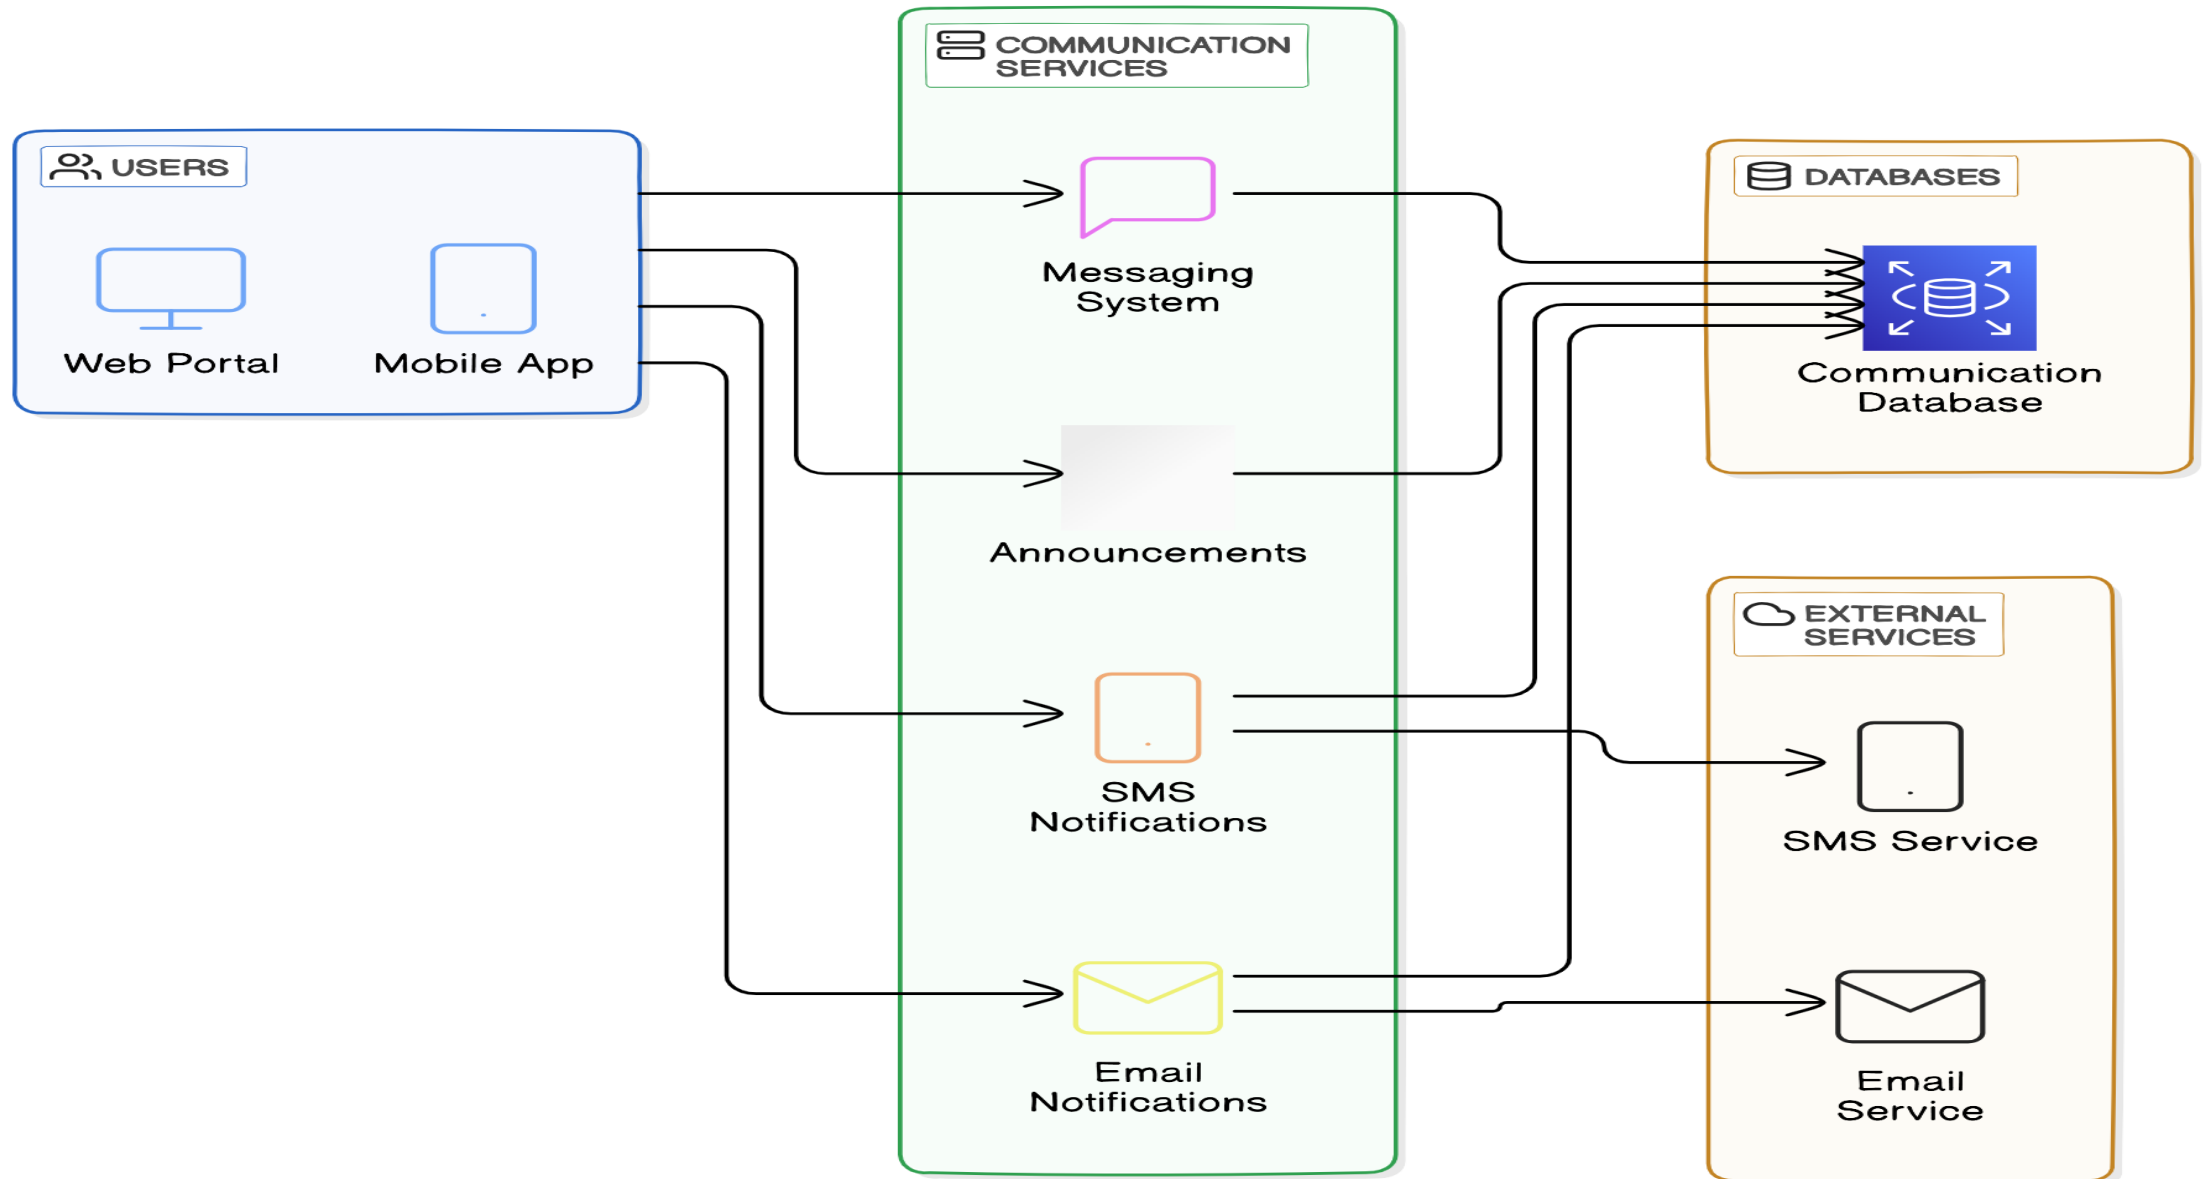 USERS
Web Portal
Mobile App
COMMUNICATION
SERVICES
Messaging
System
Announcements
SMS
Notifications
Email
Notifications
DATABASES
Communication
Database
EXTERNAL
SERVICES
SMS Service
Email
Service